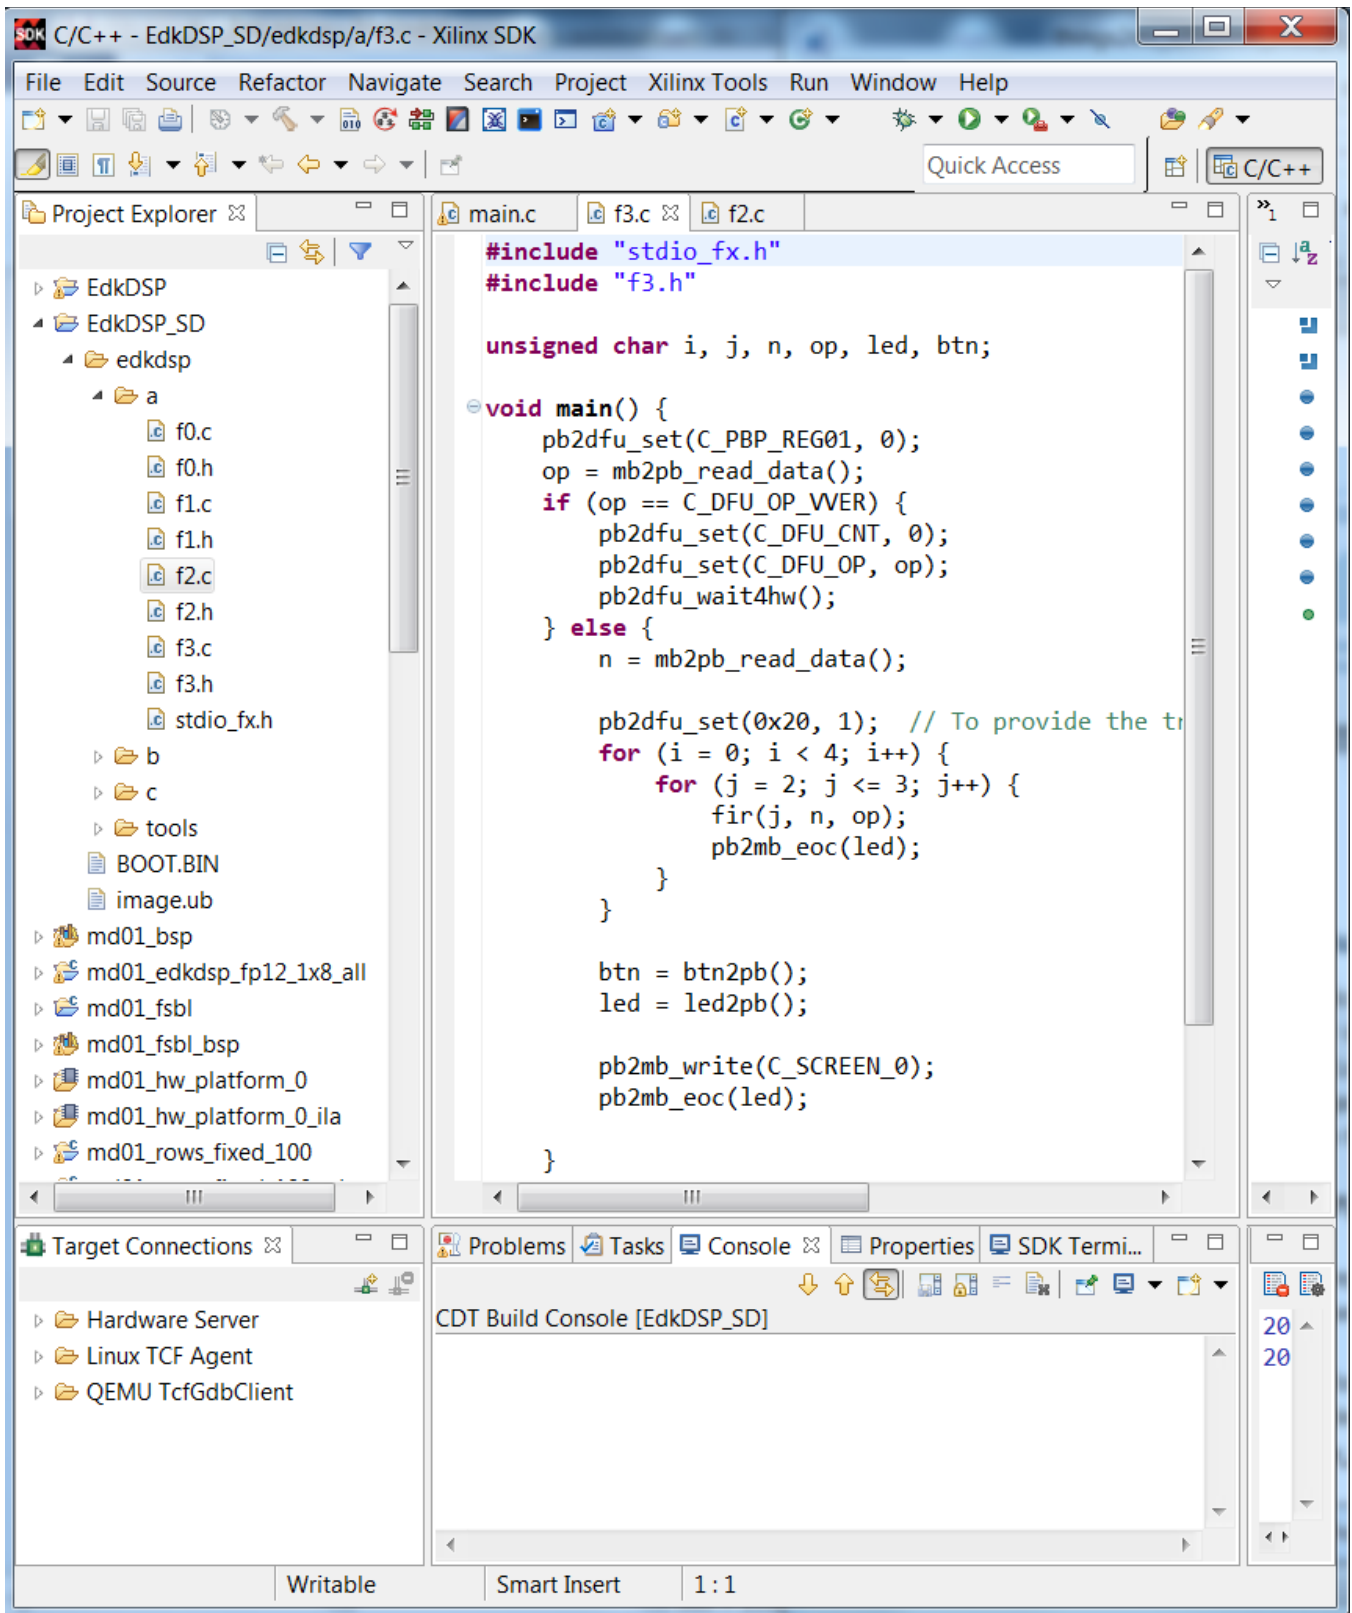 SDK C/C++ - EdkDSP_SD/edkdsp/a/f3.c - Xilinx SDK
File Edit Source Refactor Navigate Search Project Xilinx Tools Run Window Help
Quick Access
C/C++
Project Explorer
EdkDSP
EdkDSP_SD
edkdsp
a
f0.c
f0.h
f1.c
f1.h
f2.c
f2.h
f3.c
f3.h
stdio_fx.h
b
c
tools
BOOT.BIN
image.ub
md01_bsp
md01_edkdsp_fp12_1x8_all
md01_fsbl
md01_fsbl_bsp
md01_hw_platform_0
md01_hw_platform_0_ila
md01_rows_fixed_100
main.c f3.c f2.c
#include "stdio_fx.h"
#include "f3.h"
unsigned char i, j, n, op, led, btn;
void main() {
pb2dfu_set(C_PBP_REG01, 0);
op = mb2pb_read_data();
if (op == C_DFU_OP_VVER) {
pb2dfu_set(C_DFU_CNT, 0);
pb2dfu_set(C_DFU_OP, op);
pb2dfu_wait4hw();
} else {
n = mb2pb_read_data();
pb2dfu_set(0x20, 1); // To provide the tr
for (i = 0; i < 4; i++) {
for (j = 2; j <= 3; j++) {
fir(j, n, op);
pb2mb_eoc(led);
}
}
btn = btn2pb();
led = led2pb();
pb2mb_write(C_SCREEN_0);
pb2mb_eoc(led);
}
»1
Target Connections
Hardware Server
Linux TCF Agent
QEMU TcfGdbClient
Problems Tasks Console Properties SDK Termi...
CDT Build Console [EdkDSP_SD]
20
20
Writable Smart Insert 1 : 1